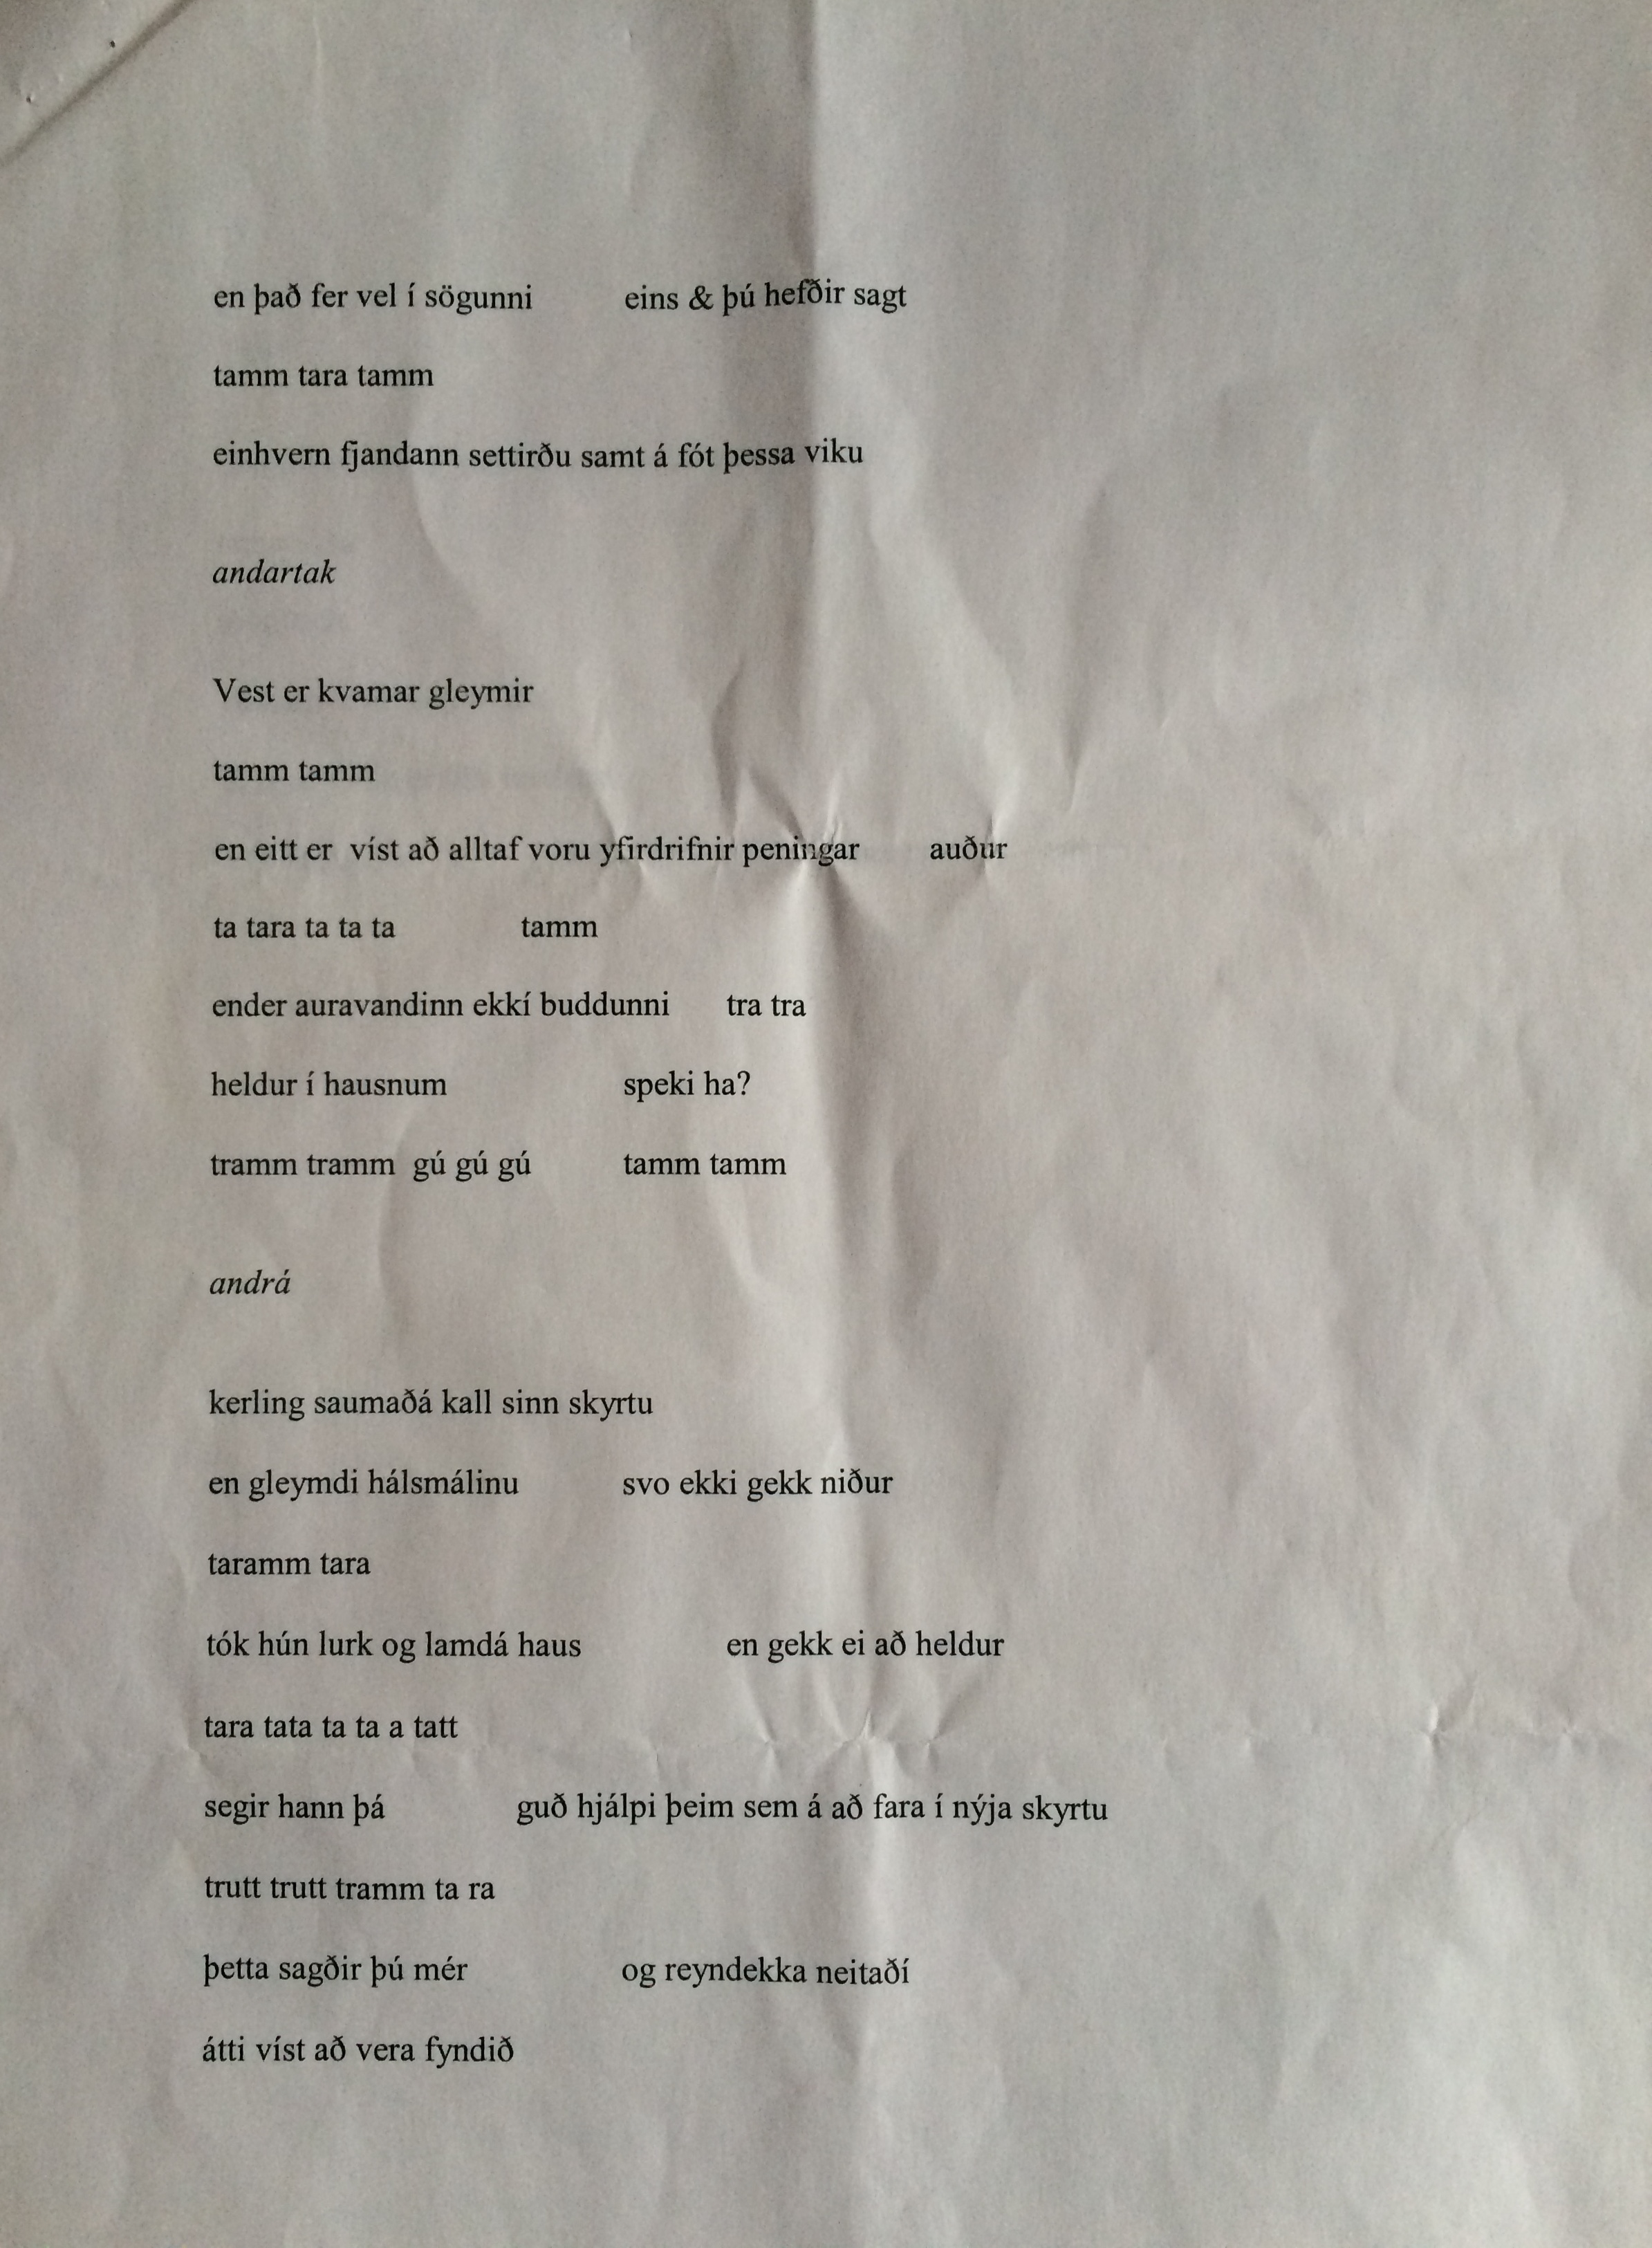 en það fer vel í sögunni eins & þú hefðir sagt
tamm tara tamm
einhvern fjandann settirðu samt á fót þessa viku
andartak
Vest er kvamar gleymir
tamm tamm
en eitt er víst að alltaf voru yfirdrifnir peningar auður
ta tara ta ta ta tamm
ender auravandinn ekkí buddunni tra tra
heldur í hausnum speki ha?
tramm tramm gú gú gú tamm tamm
andrá
kerling saumaðá kall sinn skyrtu
en gleymdi hálsmálinu svo ekki gekk niður
taramm tara
tók hún lurk og lamdá haus en gekk ei að heldur
tara tata ta ta a tatt
segir hann þá guð hjálpi þeim sem á að fara í nýja skyrtu
trutt trutt tramm ta ra
þetta sagðir þú mér og reyndekka neitaðí
átti víst að vera fyndið